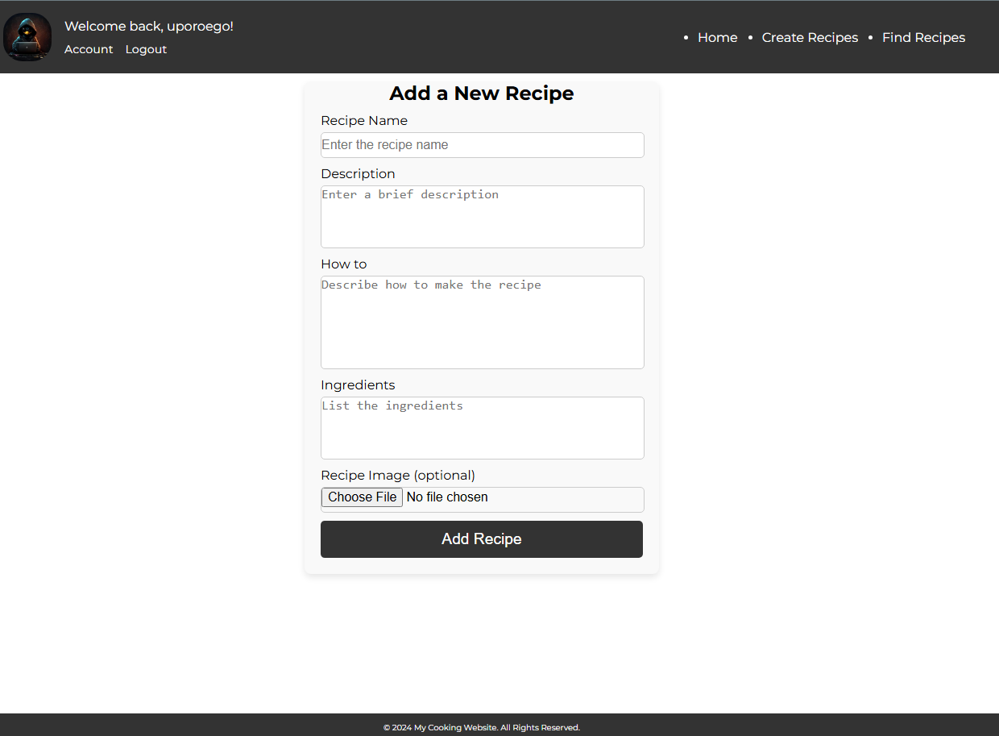 Welcome back, uporoego!
Account Logout
Home Create Recipes Find Recipes
Add a New Recipe
Recipe Name
Enter the recipe name
Description
Enter a brief description
How to
Describe how to make the recipe
Ingredients
List the ingredients
Recipe Image (optional)
Choose File No file chosen
Add Recipe
© 2024 My Cooking Website. All Rights Reserved.